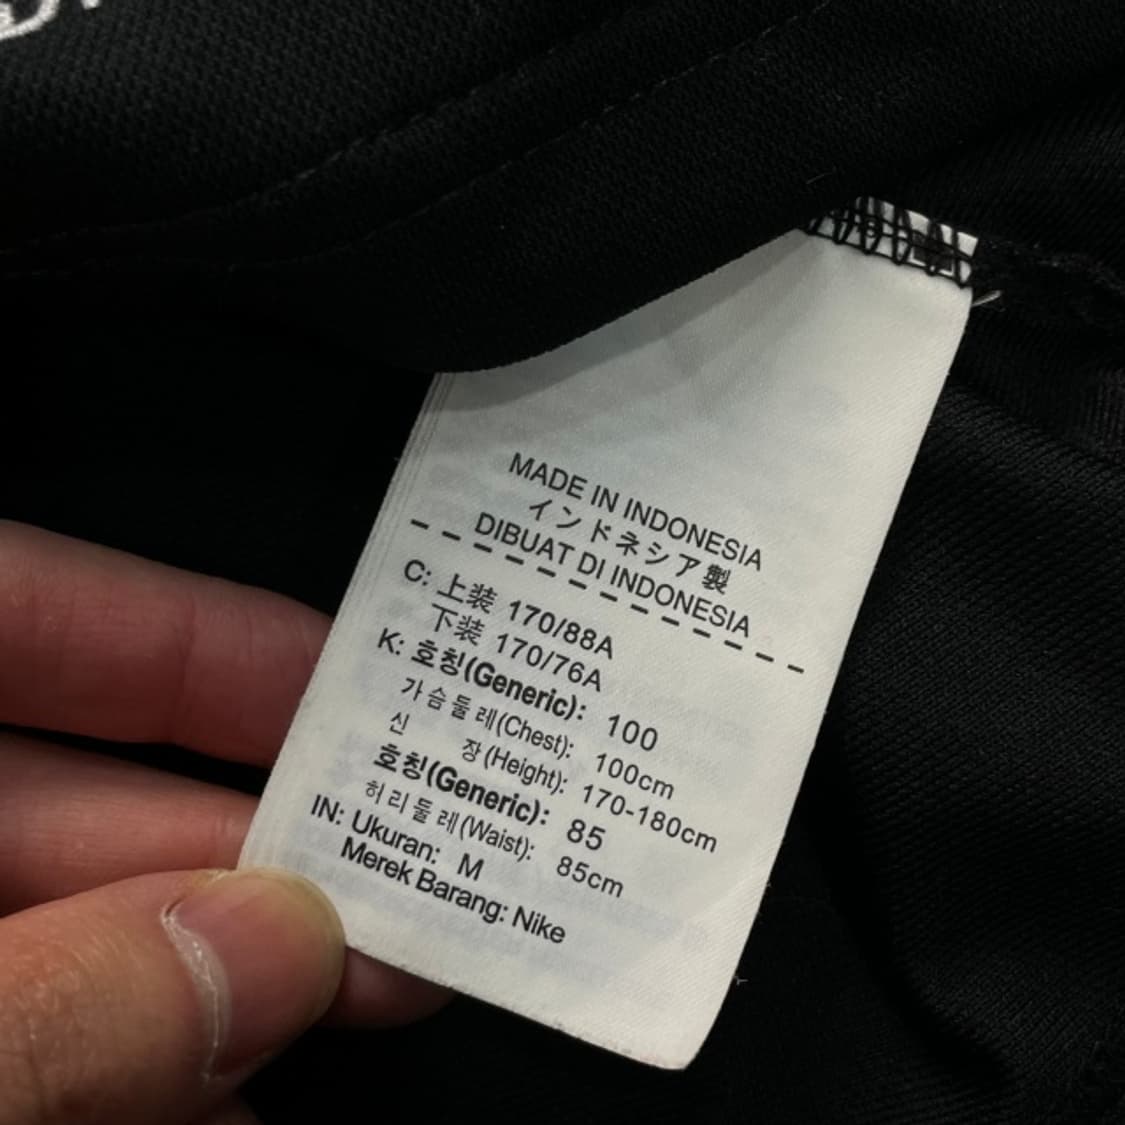 MADE IN INDONESIA
インドネシア製
DIBUAT DI INDONESIA
C: 上装 170/88A
下装 170/76A
K: 호칭(Generic): 100
가슴둘레(Chest): 100cm
신 장(Height): 170-180cm
호칭(Generic): 85
허리둘레(Waist): 85cm
IN: Ukuran: M
Merek Barang: Nike